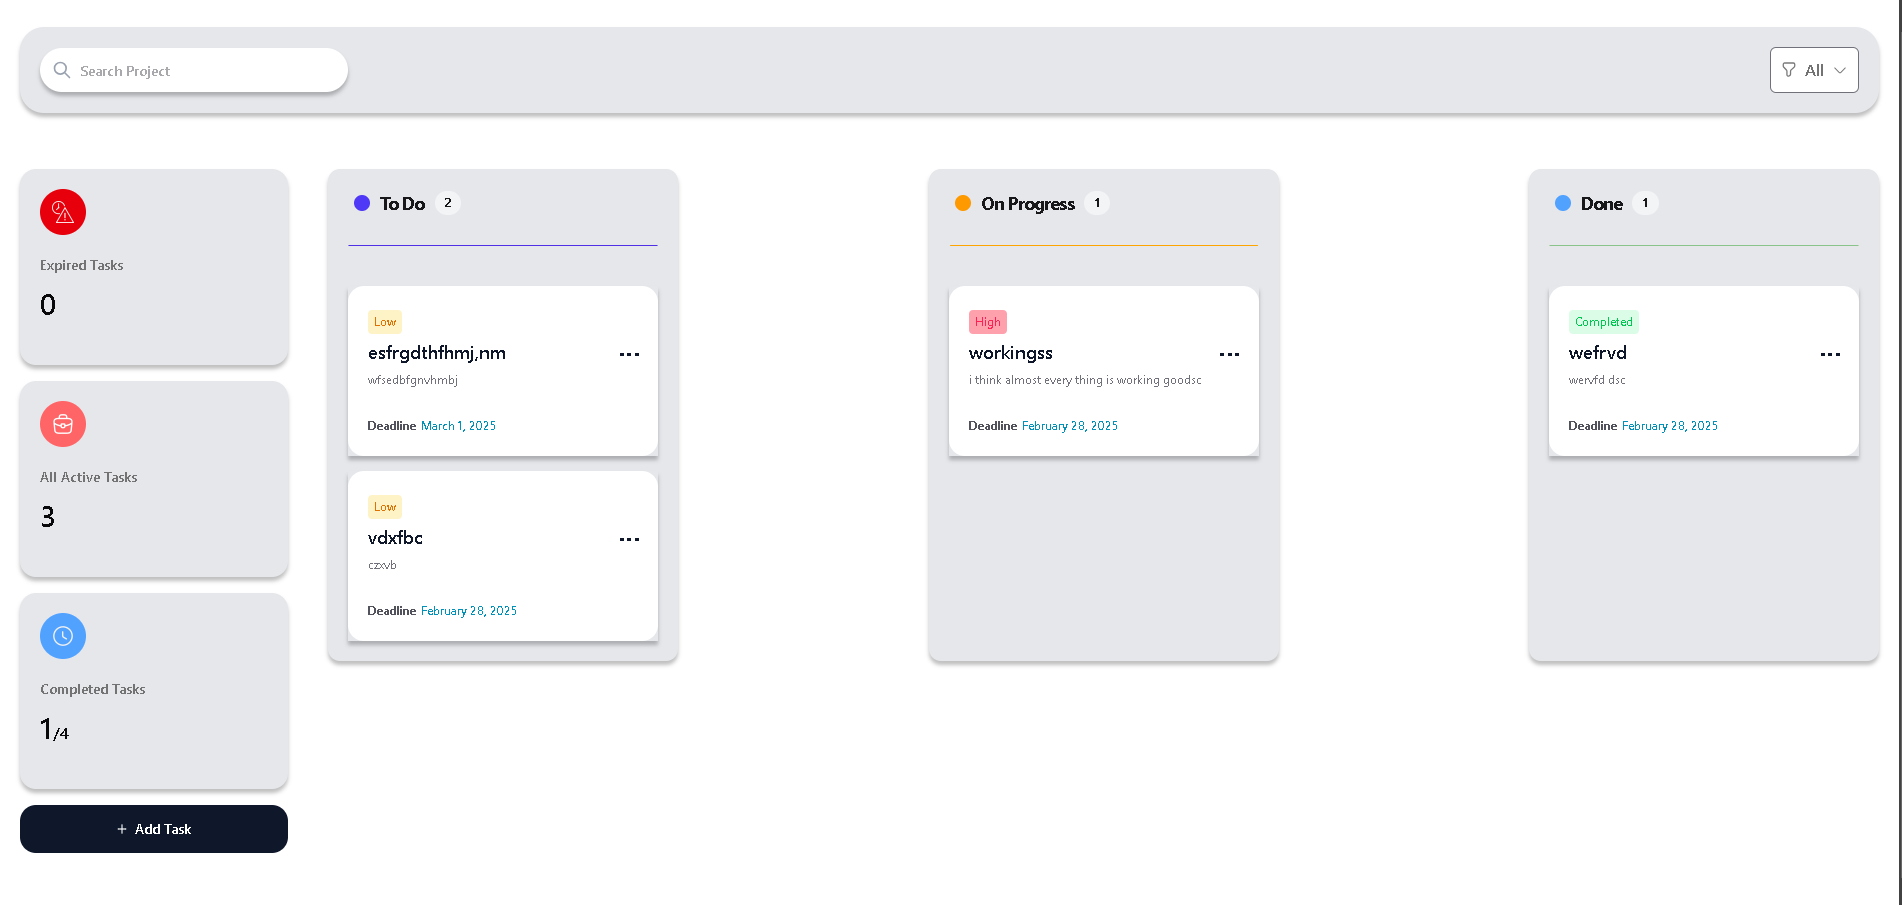 Search Project
All
Expired Tasks
0
All Active Tasks
3
Completed Tasks
1/4
+ Add Task
To Do 2
Low
esfrgdthfhmj,nm
wfsedbfgnvhmbj
Deadline March 1, 2025
Low
vdxfbc
czxvb
Deadline February 28, 2025
On Progress 1
High
workingss
i think almost every thing is working goodsc
Deadline February 28, 2025
Done 1
Completed
wefrvd
wervfd dsc
Deadline February 28, 2025